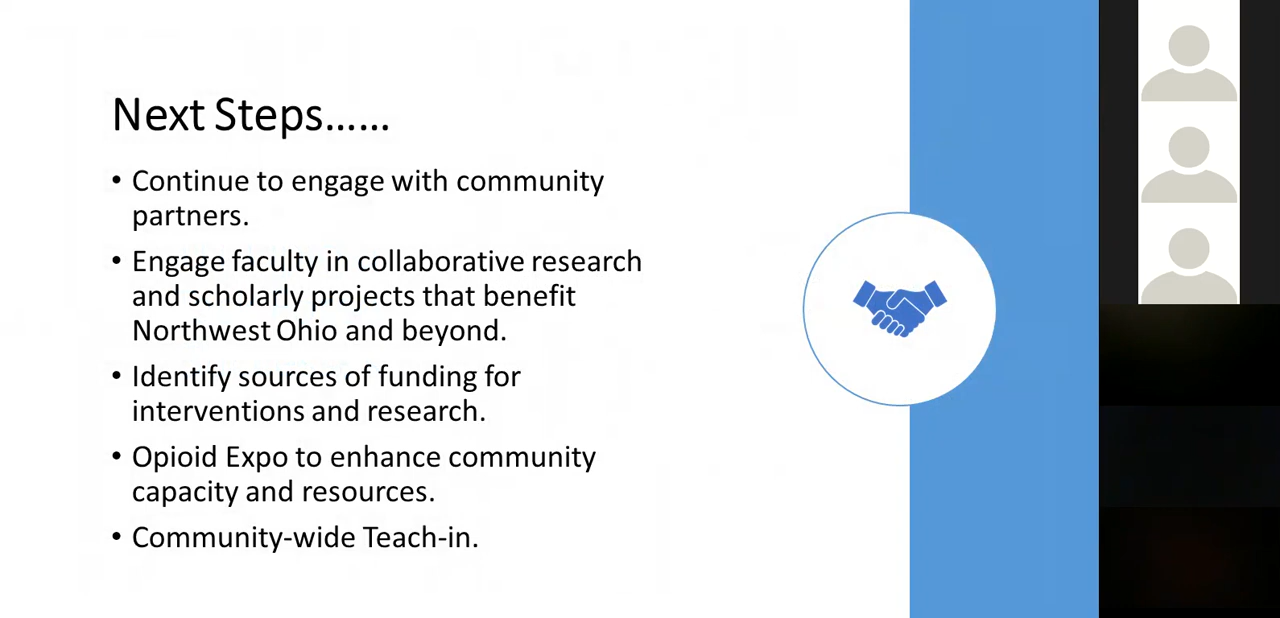 Next Steps……
• Continue to engage with community
partners.
• Engage faculty in collaborative research
and scholarly projects that benefit
Northwest Ohio and beyond.
• Identify sources of funding for
interventions and research.
• Opioid Expo to enhance community
capacity and resources.
• Community-wide Teach-in.